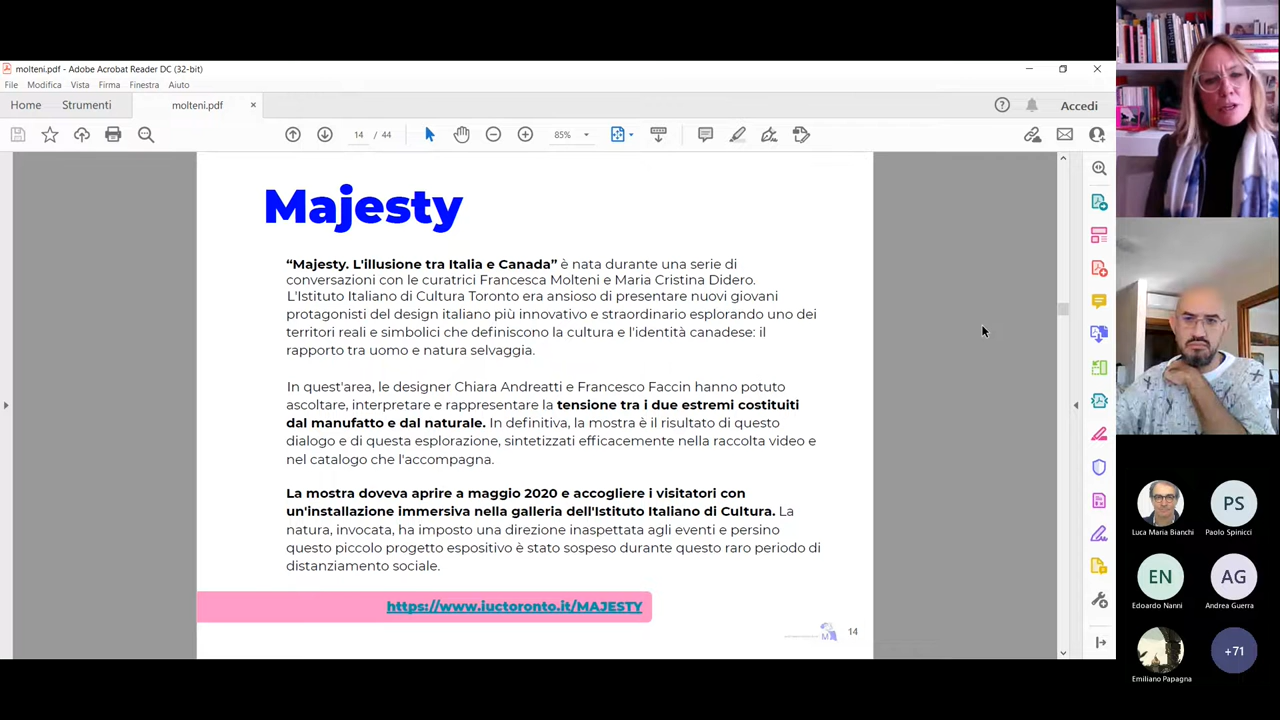 molteni.pdf - Adobe Acrobat Reader DC (32-bit)
File Modifica Vista Firma Finestra Aiuto
Home Strumenti molteni.pdf × Accedi
14 / 44 85%
Majesty
“Majesty. L'illusione tra Italia e Canada” è nata durante una serie di
conversazioni con le curatrici Francesca Molteni e Maria Cristina Didero.
L'Istituto Italiano di Cultura Toronto era ansioso di presentare nuovi giovani
protagonisti del design italiano più innovativo e straordinario esplorando uno dei
territori reali e simbolici che definiscono la cultura e l'identità canadese: il
rapporto tra uomo e natura selvaggia.
In quest'area, le designer Chiara Andreatti e Francesco Faccin hanno potuto
ascoltare, interpretare e rappresentare la tensione tra i due estremi costituiti
dal manufatto e dal naturale. In definitiva, la mostra è il risultato di questo
dialogo e di questa esplorazione, sintetizzati efficacemente nella raccolta video e
nel catalogo che l'accompagna.
La mostra doveva aprire a maggio 2020 e accogliere i visitatori con
un'installazione immersiva nella galleria dell'Istituto Italiano di Cultura. La
natura, invocata, ha imposto una direzione inaspettata agli eventi e persino
questo piccolo progetto espositivo è stato sospeso durante questo raro periodo di
distanziamento sociale.
https://www.iuctoronto.it/MAJESTY
M 14
PS
Luca Maria Bianchi Paolo Spinicci
EN AG
Edoardo Nanni Andrea Guerra
+71
Emiliano Papagna